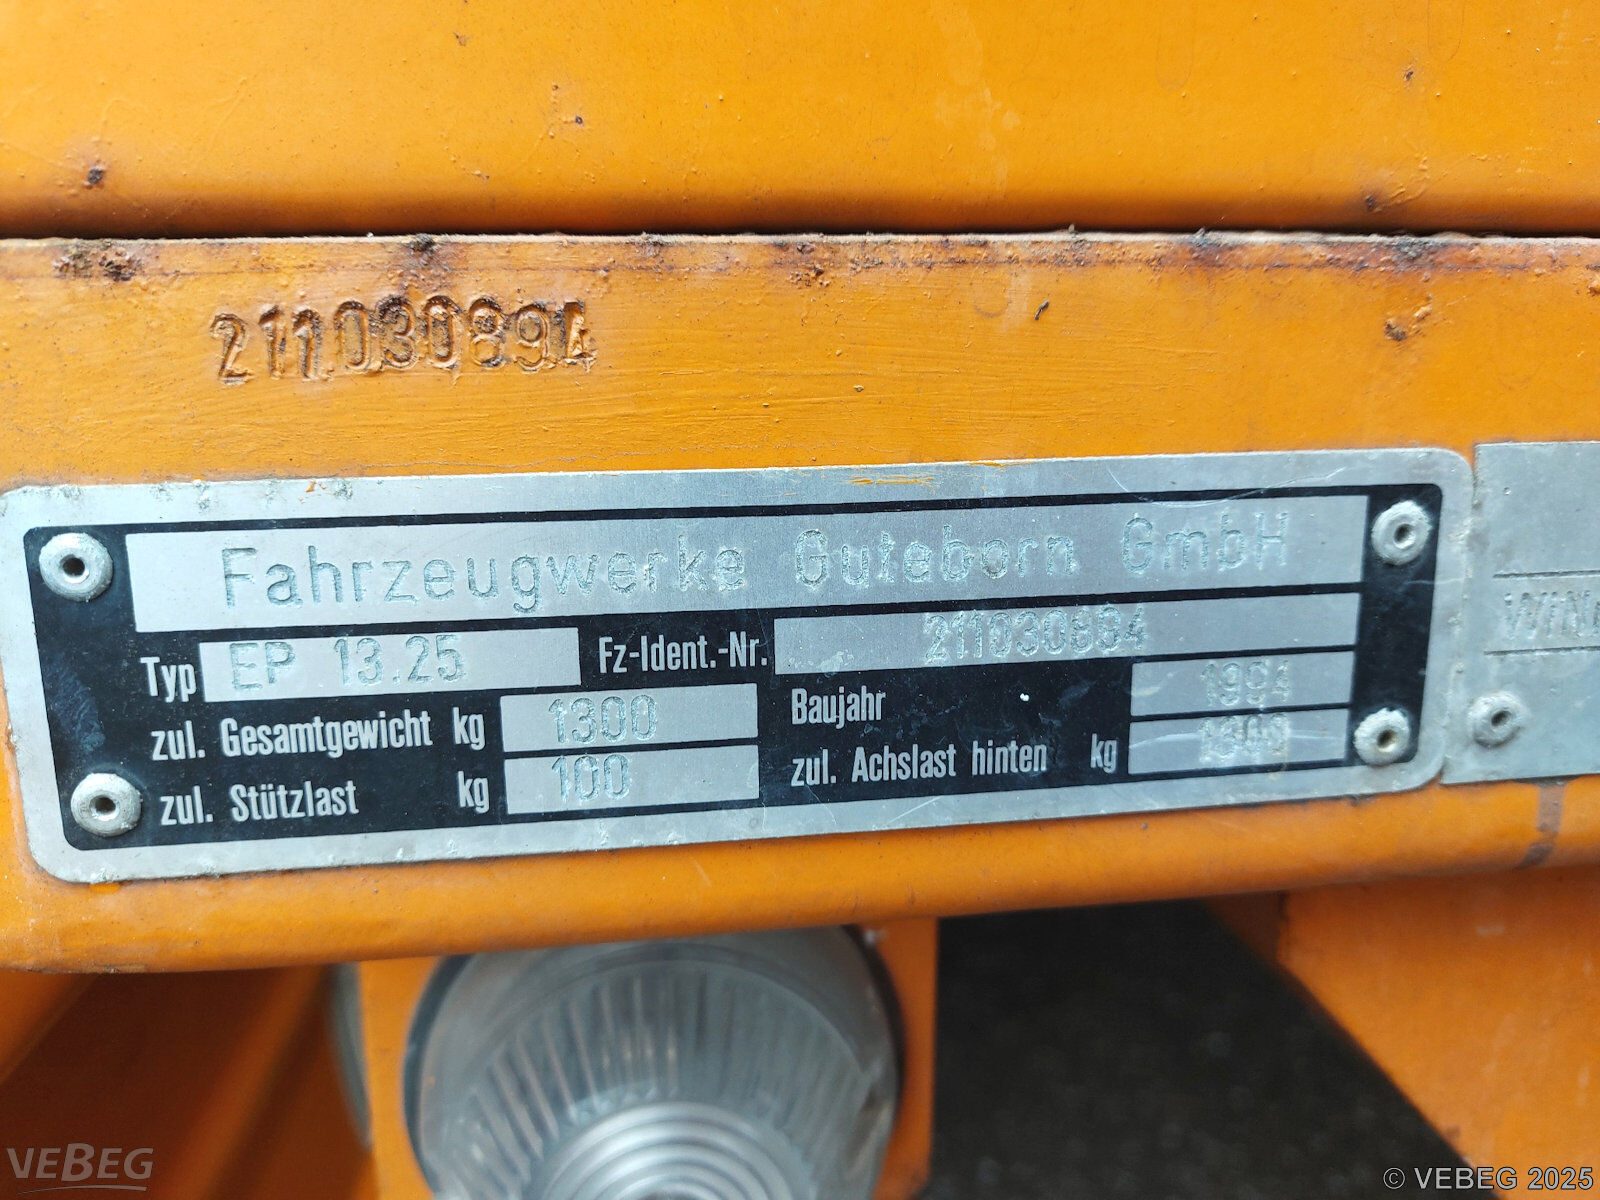 211030894
Fahrzeugwerke Guteborn GmbH
Typ EP 13.25 Fz-Ident.-Nr. 211030894
zul. Gesamtgewicht kg 1300 Baujahr 1994
zul. Stützlast kg 100 zul. Achslast hinten kg 1300
VEBEG
© VEBEG 2025